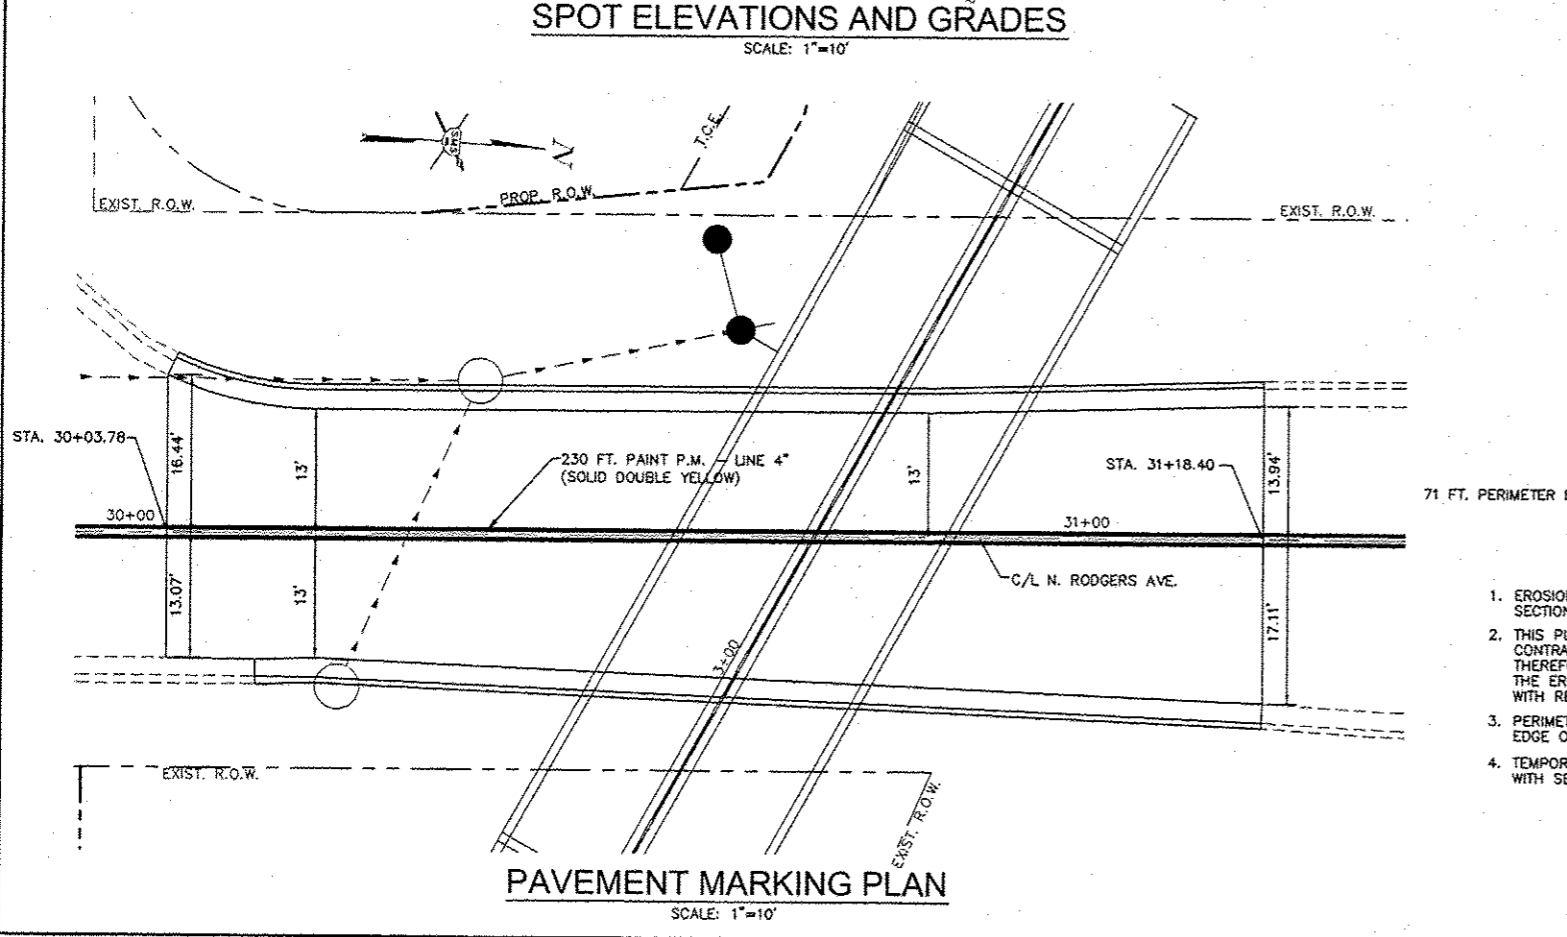 SPOT ELEVATIONS AND GRADES
SCALE: 1"=10'
N
SMS
T.C.E.
PROP. R.O.W.
EXIST. R.O.W.
EXIST. R.O.W.
STA. 30+03.78
16.44'
13'
230 FT. PAINT P.M. - LINE 4"
(SOLID DOUBLE YELLOW)
13'
STA. 31+18.40
13.94'
71 FT. PERIMETER
30+00
31+00
13.07'
13'
C/L N. RODGERS AVE.
17.11'
3+00
1. EROSIO
SECTION
2. THIS PL
CONTRA
THEREF
THE ER
WITH RE
3. PERIMET
EDGE O
4. TEMPOR
WITH SE
EXIST. R.O.W.
EXIST. R.O.W.
PAVEMENT MARKING PLAN
SCALE: 1"=10'